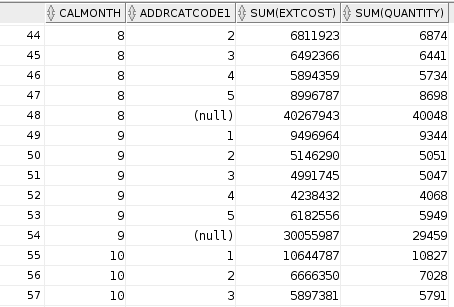 CALMONTH ADDRCATCODE1 SUM(EXTCOST) SUM(QUANTITY)
44 8 2 6811923 6874
45 8 3 6492366 6441
46 8 4 5894359 5734
47 8 5 8996787 8698
48 8 (null) 40267943 40048
49 9 1 9496964 9344
50 9 2 5146290 5051
51 9 3 4991745 5047
52 9 4 4238432 4068
53 9 5 6182556 5949
54 9 (null) 30055987 29459
55 10 1 10644787 10827
56 10 2 6666350 7028
57 10 3 5897381 5791